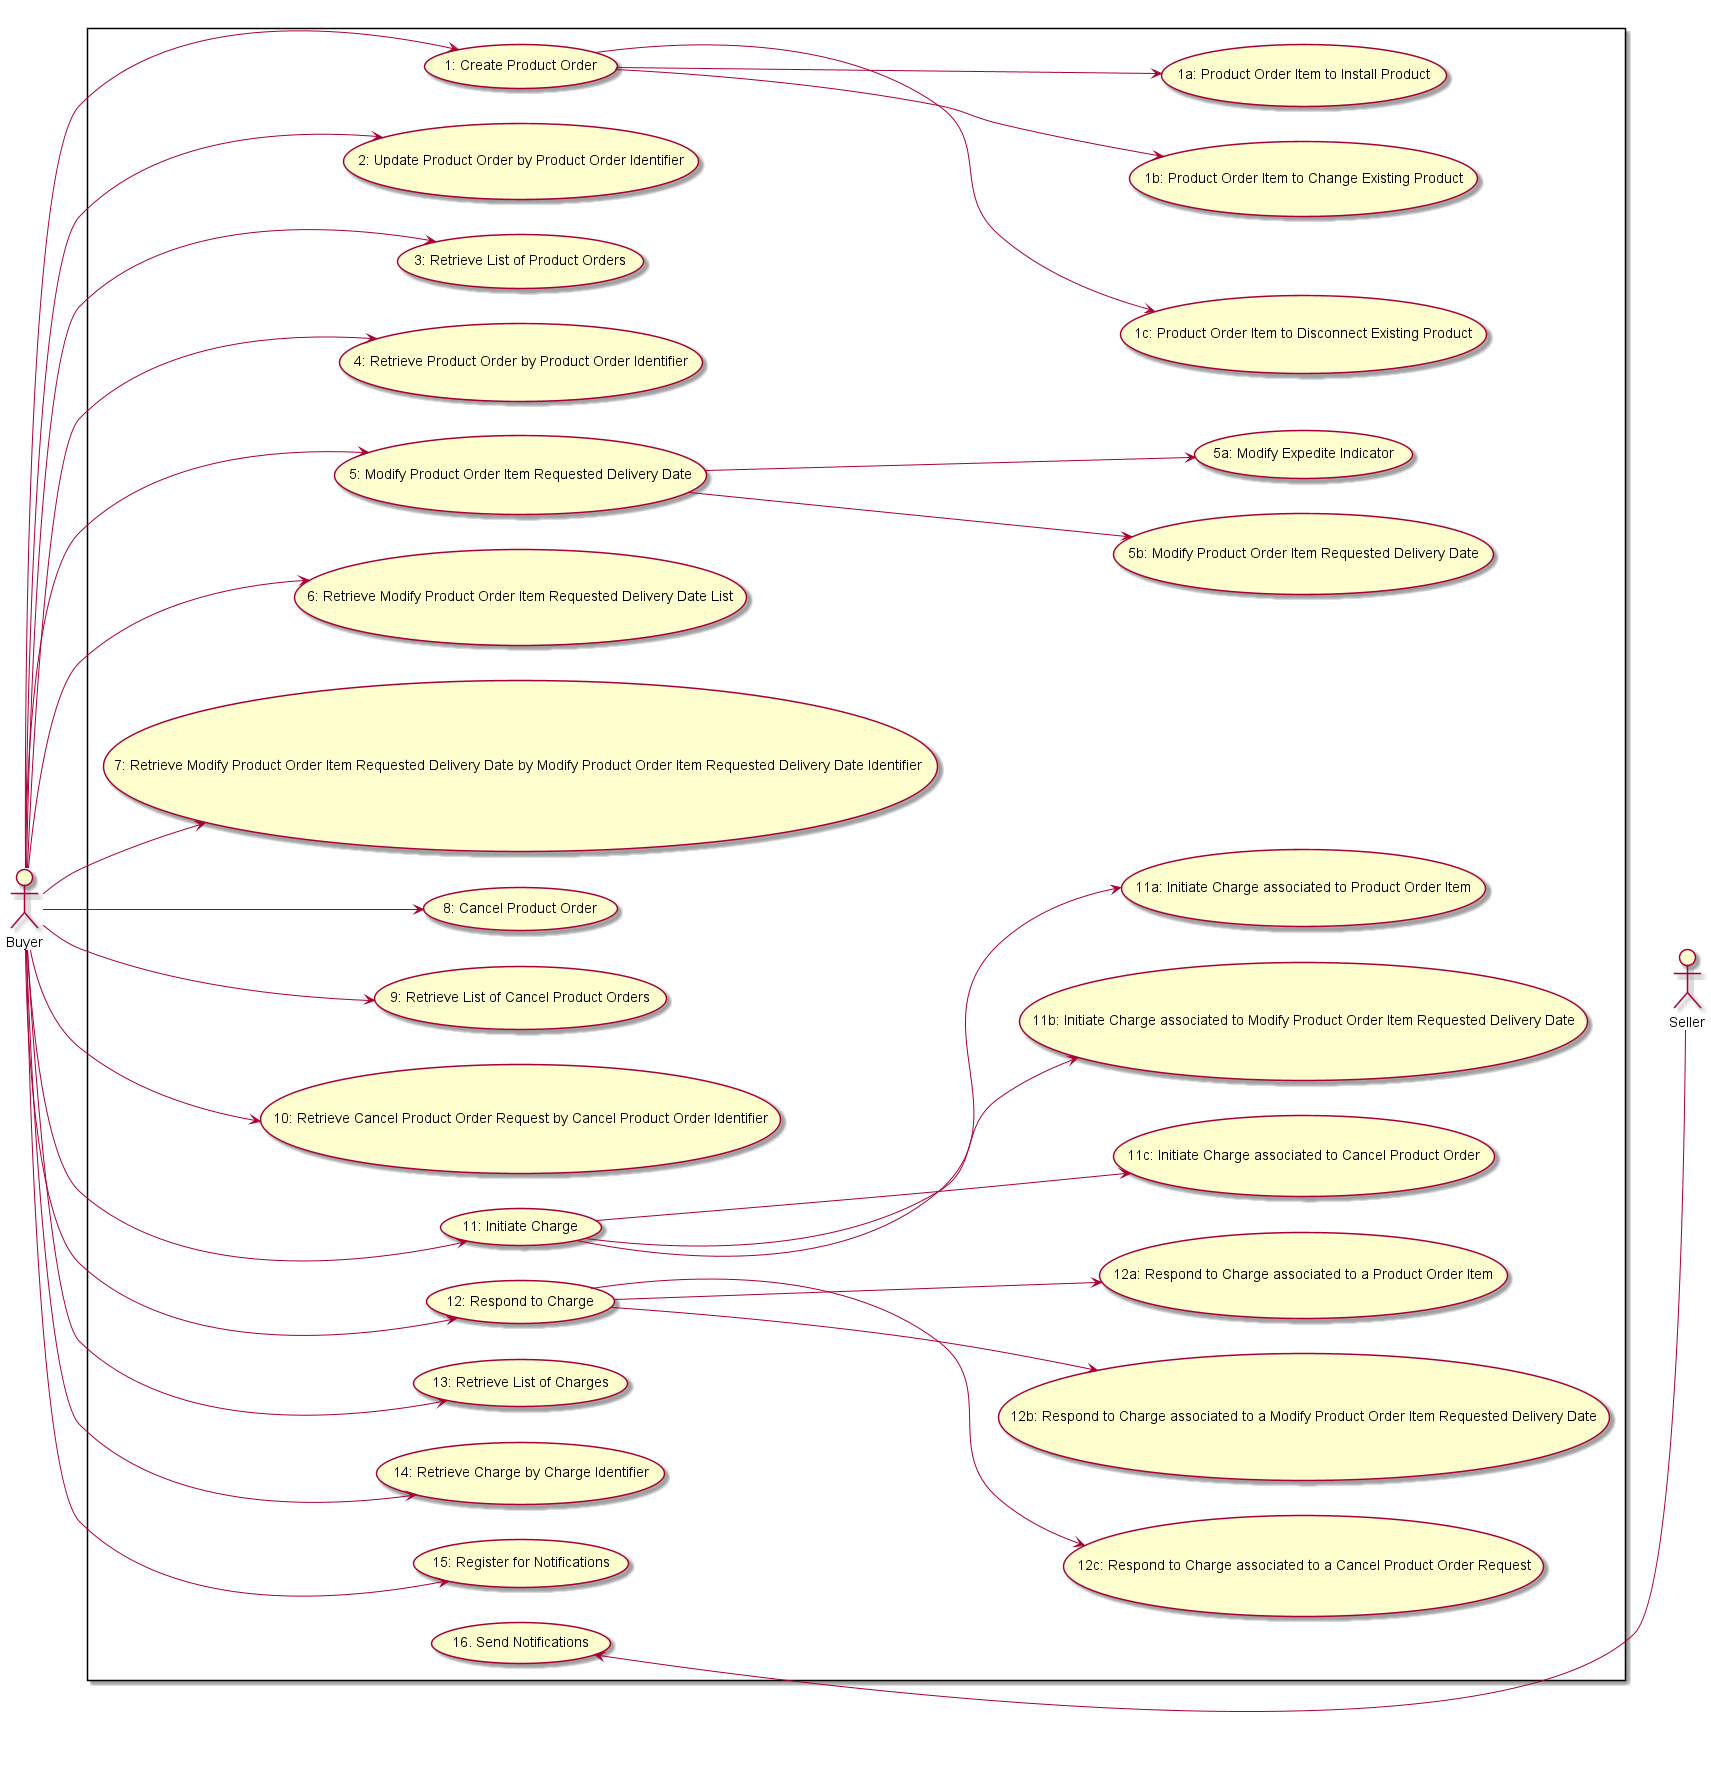 1: Create Product Order
1a: Product Order Item to Install Product
2: Update Product Order by Product Order Identifier
1b: Product Order Item to Change Existing Product
3: Retrieve List of Product Orders
1c: Product Order Item to Disconnect Existing Product
4: Retrieve Product Order by Product Order Identifier
5: Modify Product Order Item Requested Delivery Date
5a: Modify Expedite Indicator
5b: Modify Product Order Item Requested Delivery Date
6: Retrieve Modify Product Order Item Requested Delivery Date List
7: Retrieve Modify Product Order Item Requested Delivery Date by Modify Product Order Item Requested Delivery Date Identifier
11a: Initiate Charge associated to Product Order Item
8: Cancel Product Order
Buyer
9: Retrieve List of Cancel Product Orders
11b: Initiate Charge associated to Modify Product Order Item Requested Delivery Date
Seller
10: Retrieve Cancel Product Order Request by Cancel Product Order Identifier
11c: Initiate Charge associated to Cancel Product Order
11: Initiate Charge
12a: Respond to Charge associated to a Product Order Item
12: Respond to Charge
13: Retrieve List of Charges
12b: Respond to Charge associated to a Modify Product Order Item Requested Delivery Date
14: Retrieve Charge by Charge Identifier
15: Register for Notifications
12c: Respond to Charge associated to a Cancel Product Order Request
16. Send Notifications